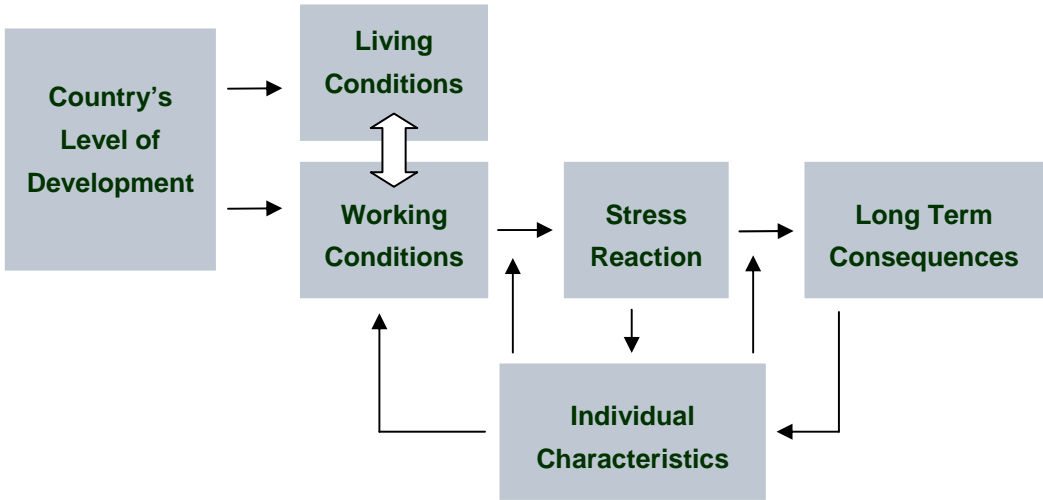 Country’s
Level of
Development
Living
Conditions
Working
Conditions
Stress
Reaction
Long Term
Consequences
Individual
Characteristics